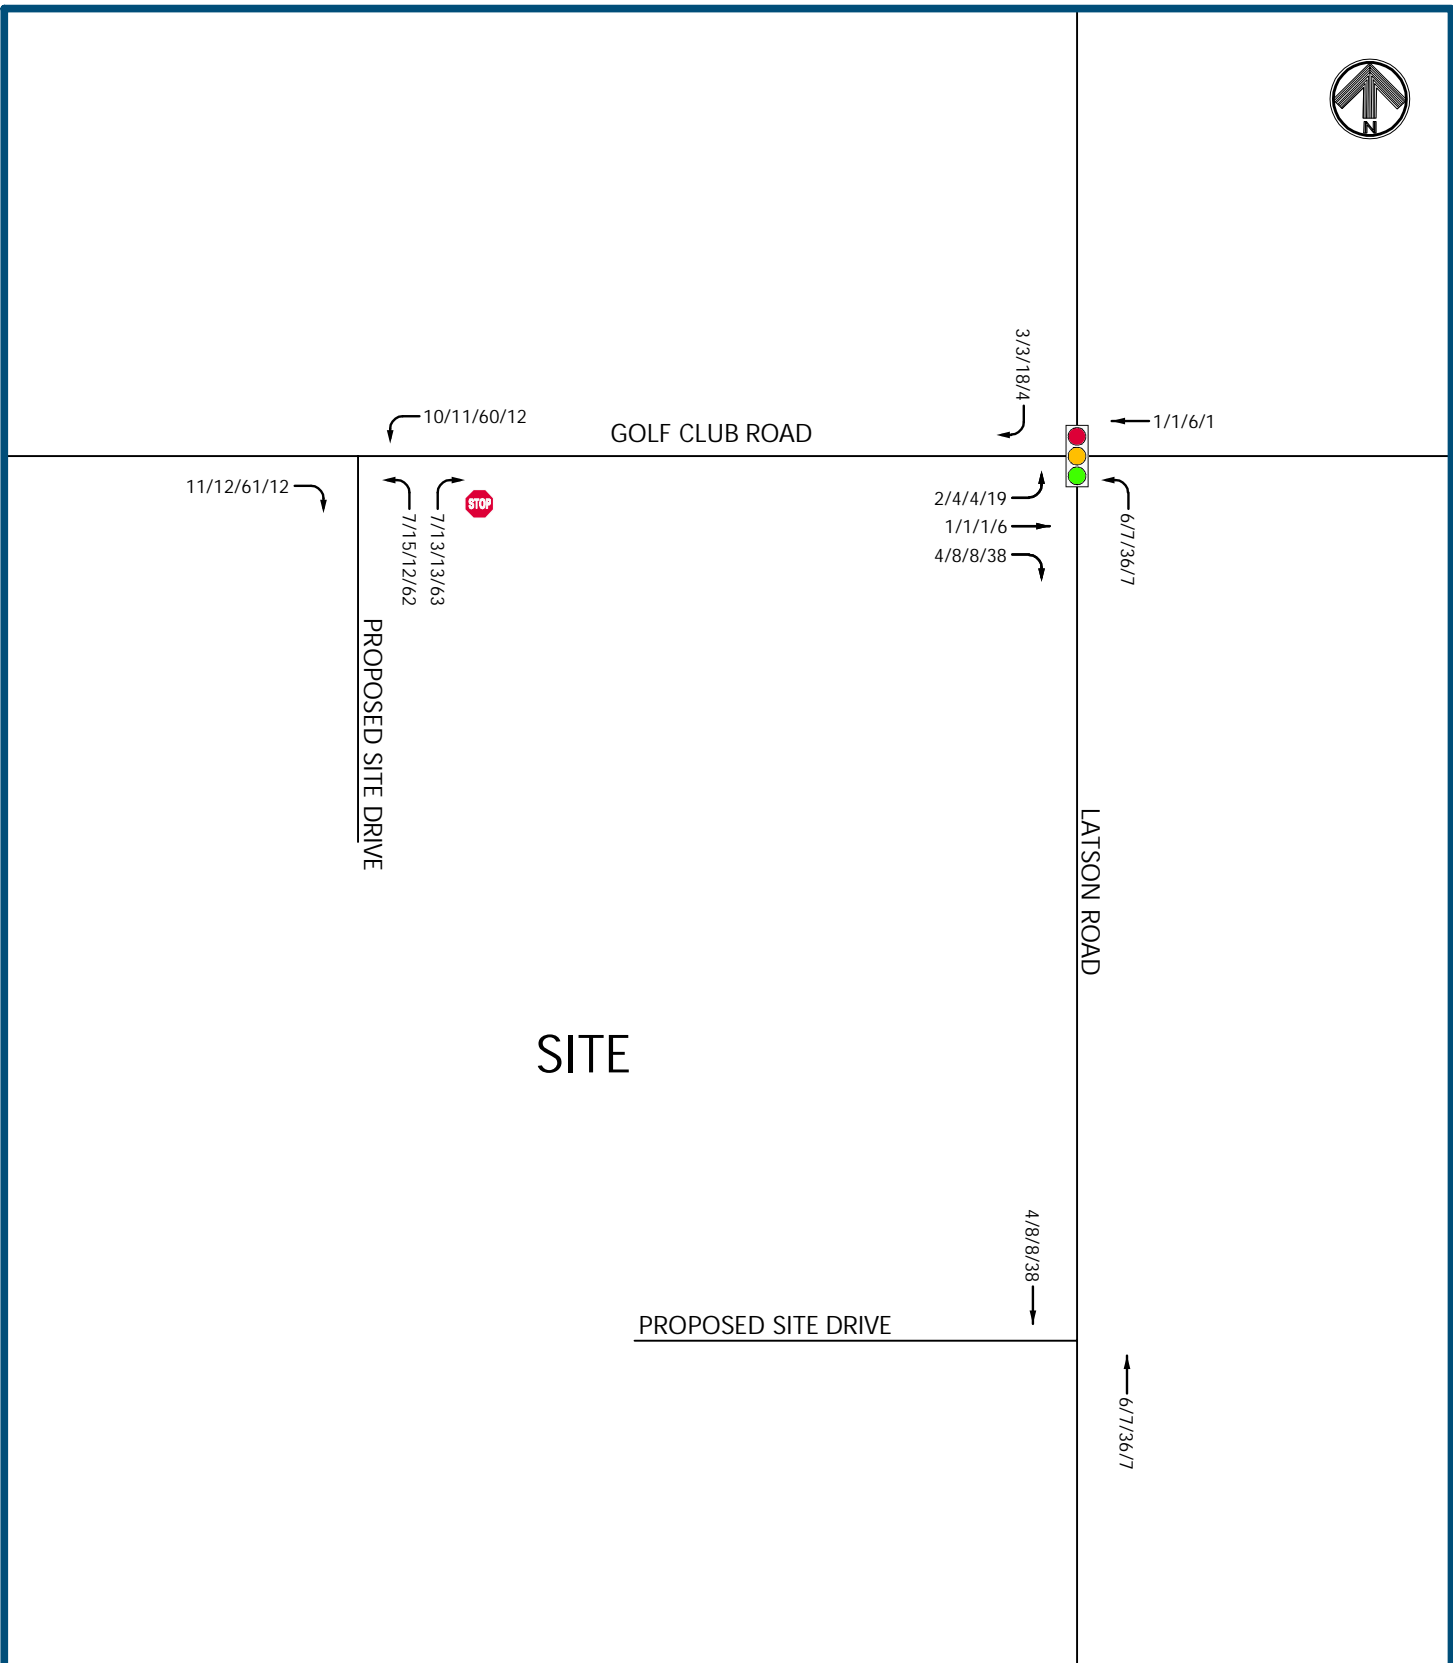 N
3/3/18/4
10/11/60/12
1/1/6/1
GOLF CLUB ROAD
11/12/61/12
STOP
2/4/4/19
1/1/1/6
4/8/8/38
7/15/12/62
7/13/13/63
6/7/36/7
PROPOSED SITE DRIVE
LATSON ROAD
SITE
4/8/8/38
PROPOSED SITE DRIVE
6/7/36/7